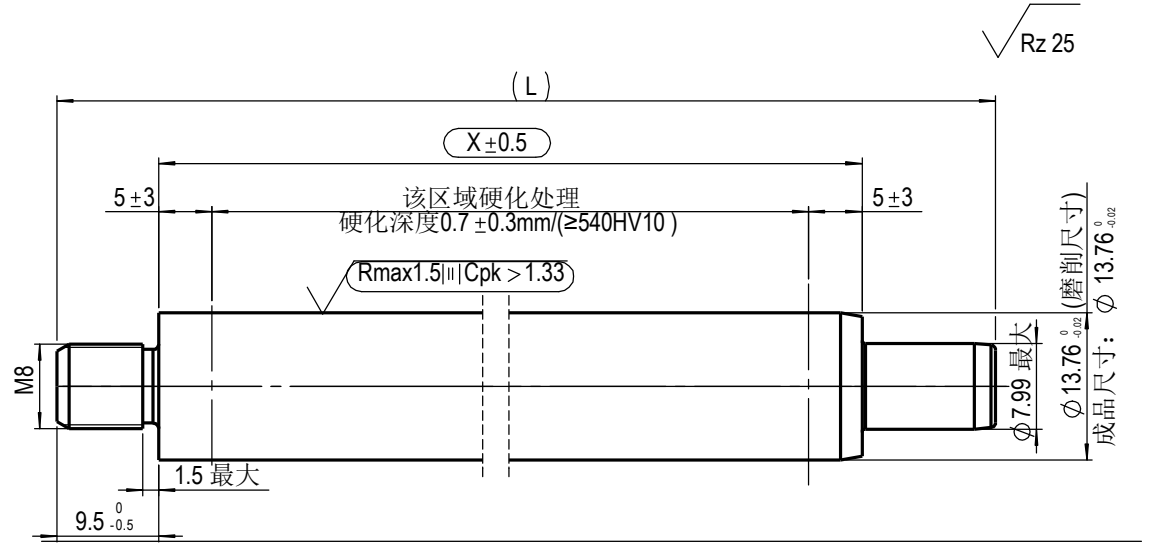 Rz 25
(L)
X ±0.5
5 ±3
该区域硬化处理
硬化深度0.7 ±0.3mm/(≥540HV10 )
5 ±3
Rmax1.5|III|Cpk >1.33
M8
⌀7.99 最大
⌀13.76 0 -0.02 (磨削尺寸)
成品尺寸: ⌀ 13.76 0 -0.02
1.5 最大
9.5 0 -0.5